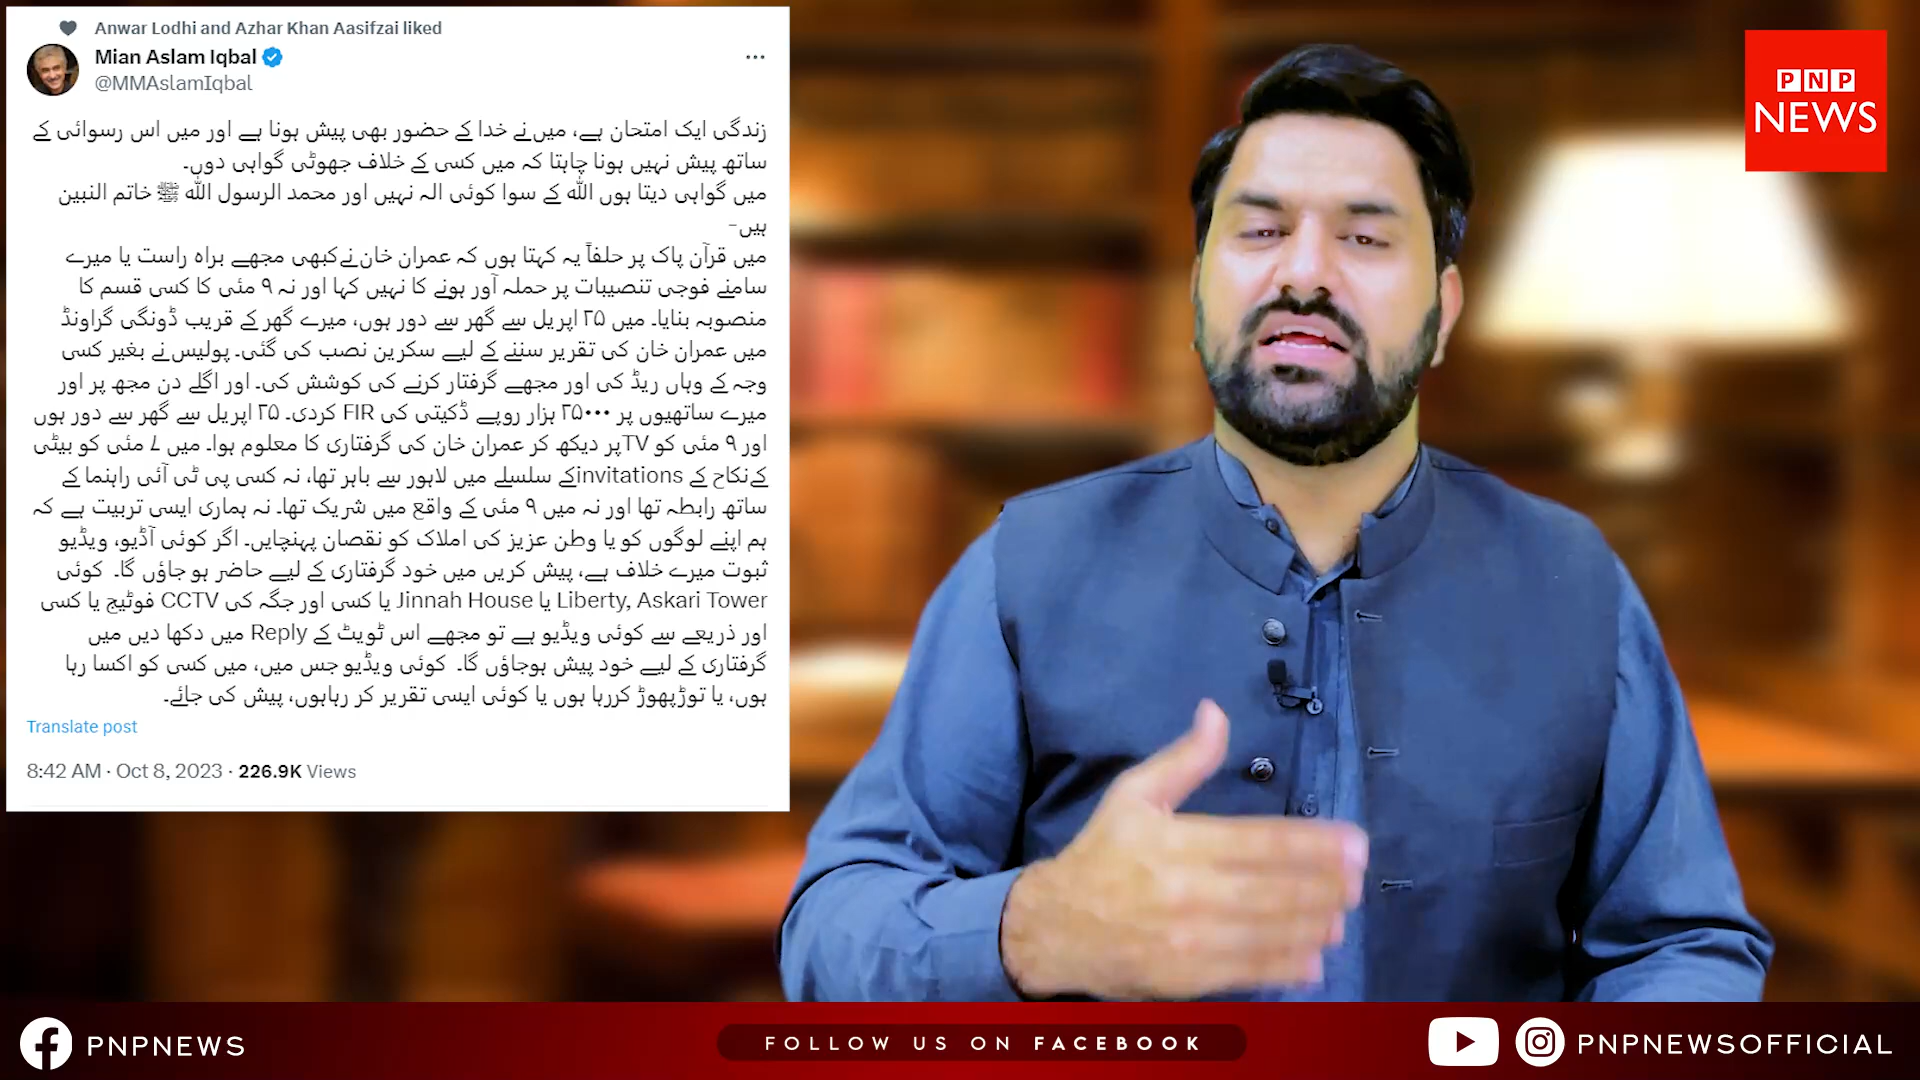 Anwar Lodhi and Azhar Khan Aasifzai liked
Mian Aslam Iqbal
@MMAslamIqbal
زندگی ایک امتحان ہے، میں نے خدا کے حضور بھی پیش ہونا ہے اور میں اس رسوائی کے
ساتھ پیش نہیں ہونا چاہتا کہ میں کسی کے خلاف جھوٹی گواہی دوں۔
میں گواہی دیتا ہوں اللّٰہ کے سوا کوئی الہ نہیں اور محمد الرسول اللّٰہ ﷺ خاتم النبین
ہیں-
میں قرآن پاک پر حلفاً یہ کہتا ہوں کہ عمران خان نے کبھی مجھے براہ راست یا میرے
سامنے فوجی تنصیبات پر حملہ آور ہونے کا نہیں کہا اور نہ ۹ مئی کا کسی قسم کا
منصوبہ بنایا۔ میں ۲۵ اپریل سے گھر سے دور ہوں، میرے گھر کے قریب ڈونگی گراونڈ
میں عمران خان کی تقریر سننے کے لیے سکرین نصب کی گئی۔ پولیس نے بغیر کسی
وجہ کے وہاں ریڈ کی اور مجھے گرفتار کرنے کی کوشش کی۔ اور اگلے دن مجھ پر اور
میرے ساتھیوں پر ۲۵۰۰۰ ہزار روپے ڈکیتی کی FIR کردی۔ ۲۵ اپریل سے گھر سے دور ہوں
اور ۹ مئی کو TV پر دیکھ کر عمران خان کی گرفتاری کا معلوم ہوا۔ میں ۷ مئی کو بیٹی
کے نکاح کے invitations کے سلسلے میں لاہور سے باہر تھا، نہ کسی پی ٹی آئی راہنما کے
ساتھ رابطہ تھا اور نہ میں ۹ مئی کے واقع میں شریک تھا۔ نہ ہماری ایسی تربیت ہے کہ
ہم اپنے لوگوں کو یا وطن عزیز کی املاک کو نقصان پہنچایں۔ اگر کوئی آڈیو، ویڈیو
ثبوت میرے خلاف ہے، پیش کریں میں خود گرفتاری کے لیے حاضر ہو جاؤں گا۔ کوئی
Liberty, Askari Tower یا Jinnah House یا کسی اور جگہ کی CCTV فوٹیج یا کسی
اور ذریعے سے کوئی ویڈیو ہے تو مجھے اس ٹویٹ کے Reply میں دکھا دیں میں
گرفتاری کے لیے خود پیش ہوجاؤں گا۔ کوئی ویڈیو جس میں، میں کسی کو اکسا رہا
ہوں، یا توڑپھوڑ کررہا ہوں یا کوئی ایسی تقریر کر رہاہوں، پیش کی جائے۔
Translate post
8:42 AM · Oct 8, 2023 · 226.9K Views
PNP
NEWS
PNPNEWS
FOLLOW US ON FACEBOOK
PNPNEWSOFFICIAL